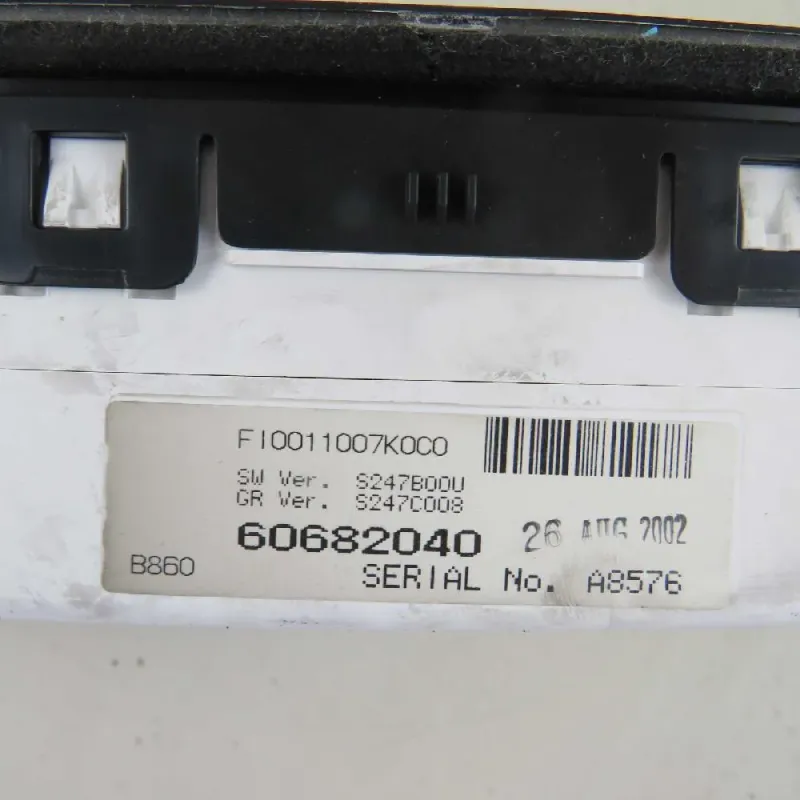 FI0011007K0C0
SW Ver. S247B00U
GR Ver. S247C008
60682040 26 AUG 2002
B860 SERIAL No. A8576